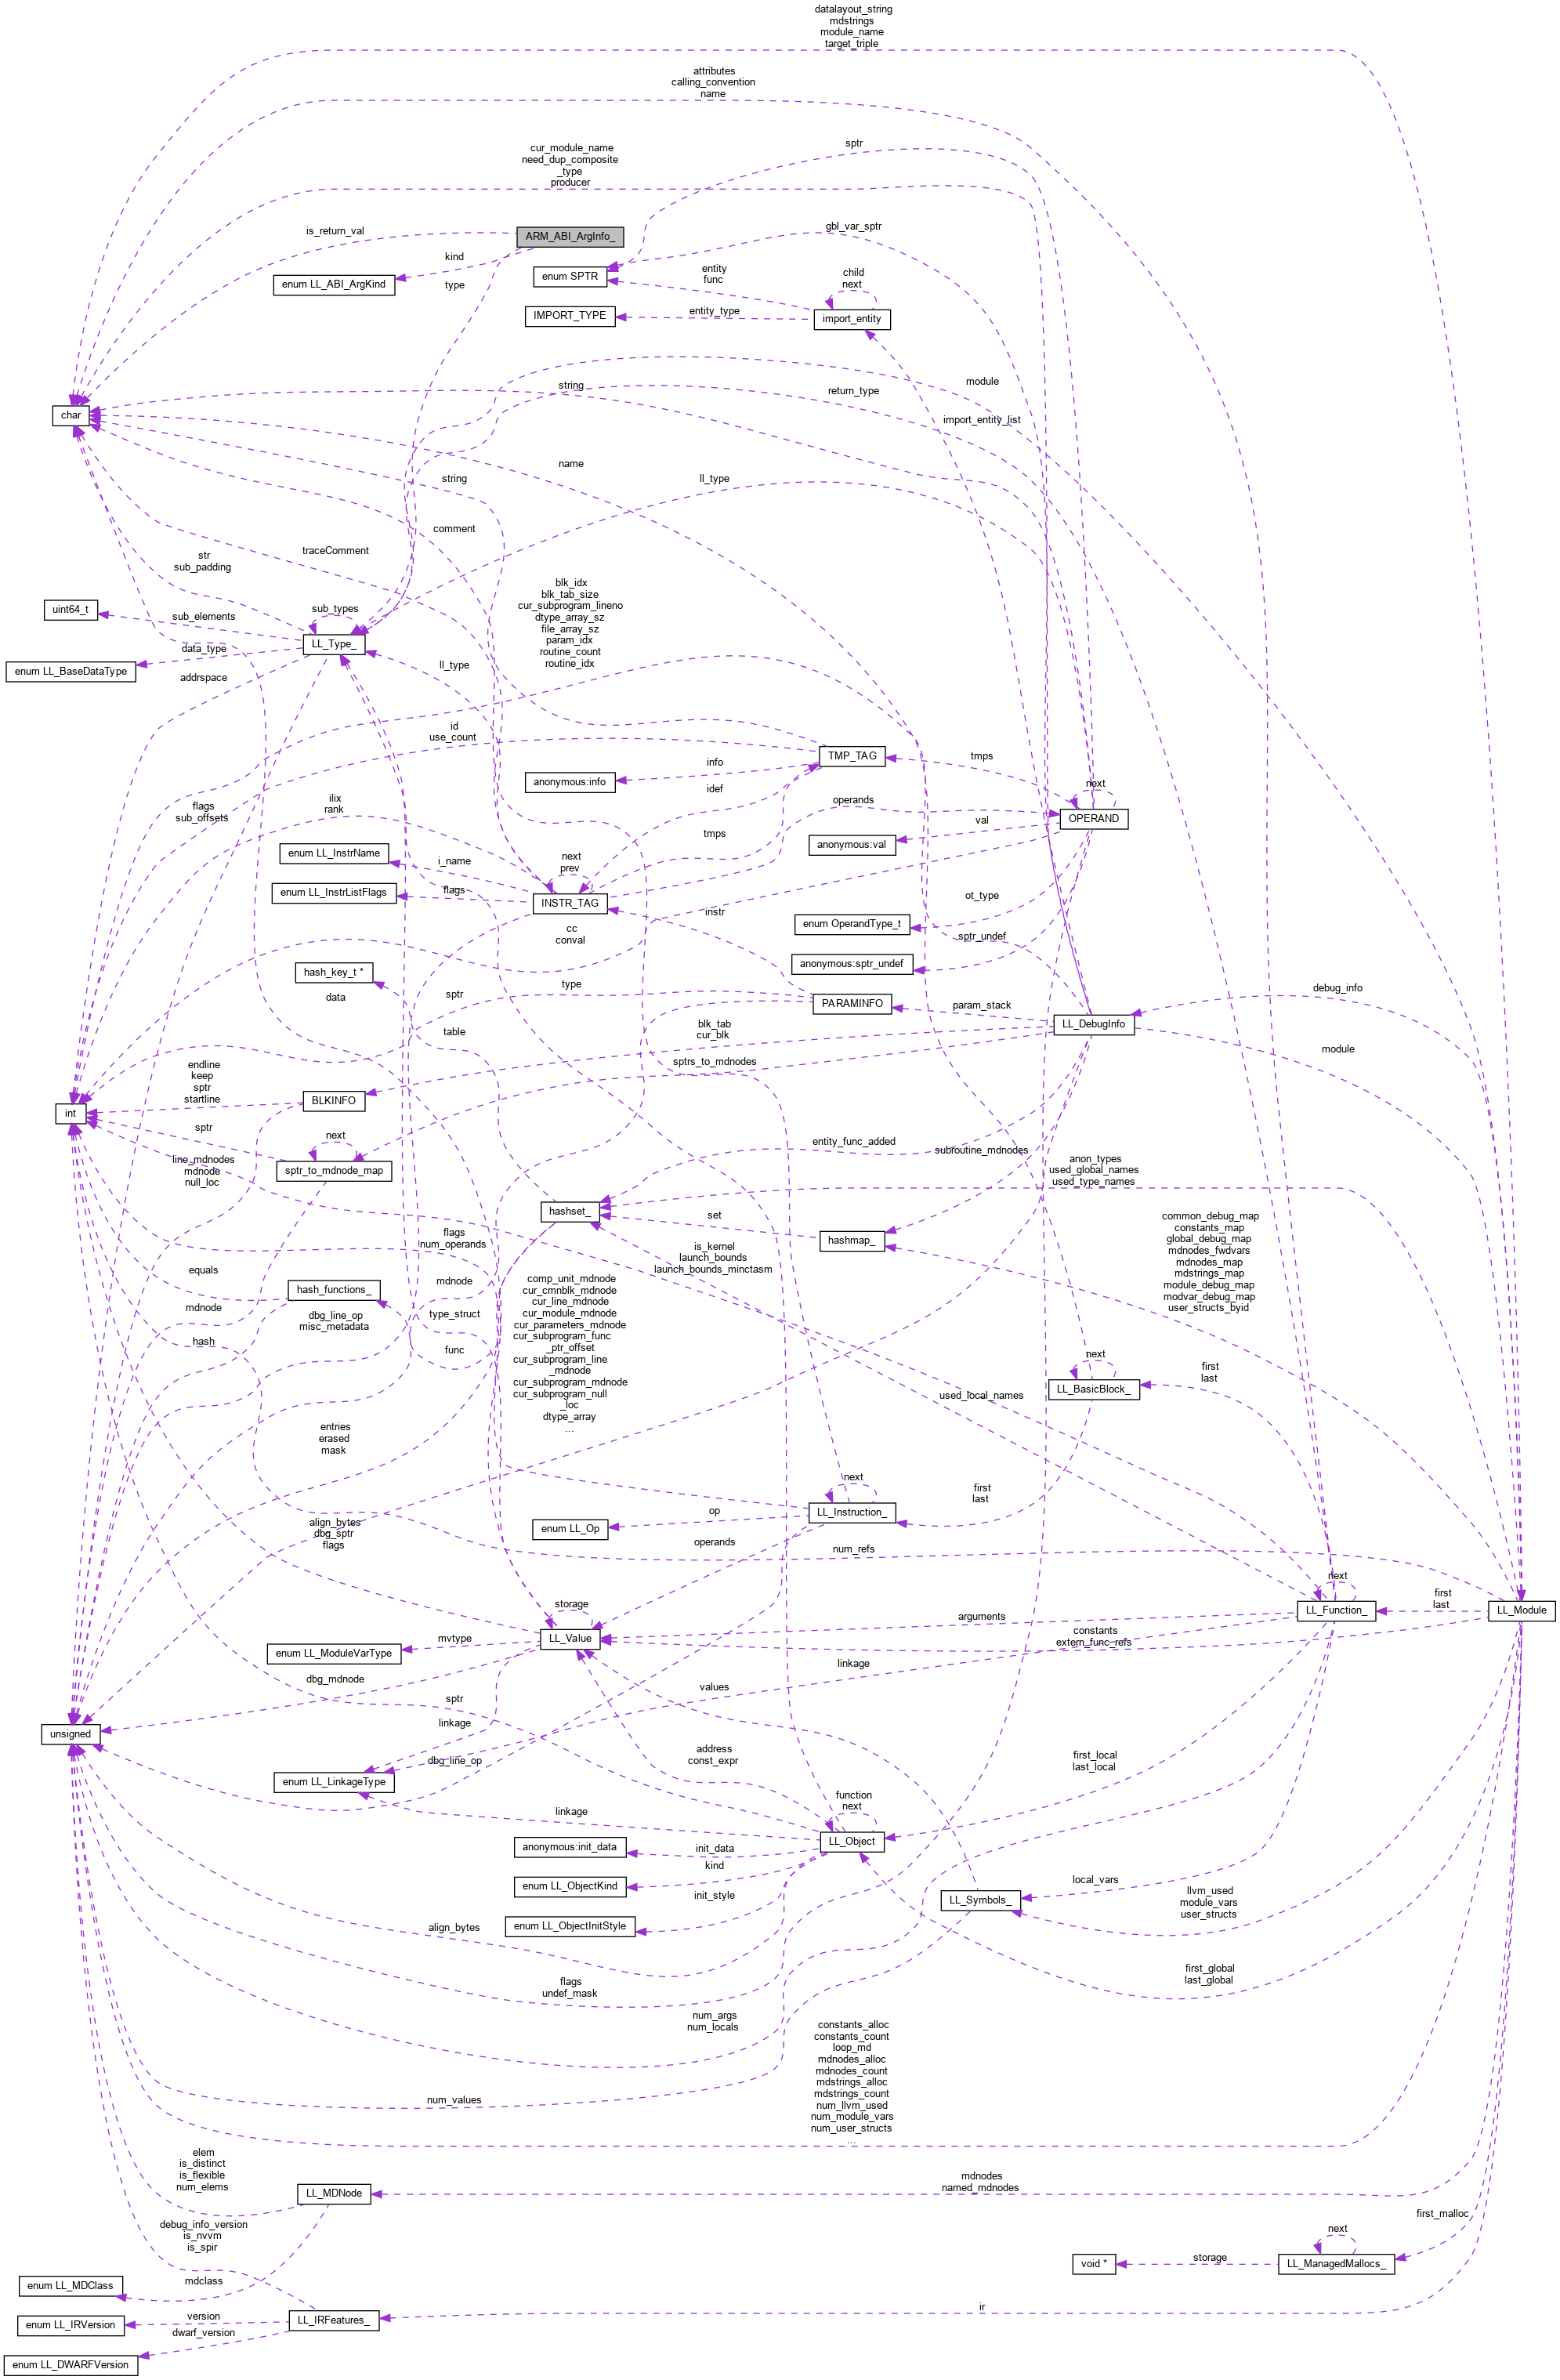 datalayout_string
mdstrings
module_name
target_triple
attributes
calling_convention
name
cur_module_name
need_dup_composite
_type
producer
sptr
is_return_val
ARM_ABI_ArgInfo_
gbl_var_sptr
kind
enum LL_ABI_ArgKind
type
enum SPTR
entity
func
child
next
IMPORT_TYPE
entity_type
import_entity
module
string
return_type
import_entity_list
char
name
string
ll_type
comment
traceComment
str
sub_padding
uint64_t
sub_elements
sub_types
LL_Type_
blk_idx
blk_tab_size
cur_subprogram_lineno
dtype_array_sz
file_array_sz
param_idx
routine_count
routine_idx
enum LL_BaseDataType
data_type
addrspace
ll_type
id
use_count
TMP_TAG
tmps
anonymous:info
info
idef
next
OPERAND
flags
sub_offsets
ilix
rank
operands
val
anonymous:val
enum LL_InstrName
i_name
next
prev
tmps
enum LL_InstrListFlags
flags
INSTR_TAG
instr
ot_type
enum OperandType_t
cc
conval
sptr_undef
anonymous:sptr_undef
hash_key_t *
data
sptr
type
PARAMINFO
param_stack
LL_DebugInfo
debug_info
table
blk_tab
cur_blk
module
sptrs_to_mdnodes
endline
keep
sptr
startline
BLKINFO
int
sptr
next
sptr_to_mdnode_map
entity_func_added
subroutine_mdnodes
line_mdnodes
mdnode
null_loc
anon_types
used_global_names
used_type_names
hashset_
set
hashmap_
common_debug_map
constants_map
global_debug_map
mdnodes_fwdvars
mdnodes_map
mdstrings_map
module_debug_map
modvar_debug_map
user_structs_byid
flags
num_operands
is_kernel
launch_bounds
launch_bounds_minctasm
equals
hash_functions_
mdnode
comp_unit_mdnode
cur_cmnblk_mdnode
cur_line_mdnode
cur_module_mdnode
cur_parameters_mdnode
cur_subprogram_func
_ptr_offset
cur_subprogram_line
_mdnode
cur_subprogram_mdnode
cur_subprogram_null
_loc
dtype_array
...
mdnode
dbg_line_op
misc_metadata
type_struct
hash
func
next
LL_BasicBlock_
first
last
used_local_names
entries
erased
mask
next
LL_Instruction_
first
last
op
enum LL_Op
align_bytes
dbg_sptr
flags
operands
num_refs
next
LL_Function_
first
last
LL_Module
storage
LL_Value
arguments
constants
extern_func_refs
mvtype
enum LL_ModuleVarType
linkage
dbg_mdnode
values
sptr
unsigned
linkage
address
const_expr
dbg_line_op
enum LL_LinkageType
first_local
last_local
linkage
function
next
LL_Object
anonymous:init_data
init_data
kind
enum LL_ObjectKind
local_vars
LL_Symbols_
llvm_used
module_vars
user_structs
init_style
enum LL_ObjectInitStyle
align_bytes
first_global
last_global
flags
undef_mask
num_args
num_locals
constants_alloc
constants_count
loop_md
mdnodes_alloc
mdnodes_count
mdstrings_alloc
mdstrings_count
num_llvm_used
num_module_vars
num_user_structs
...
num_values
elem
is_distinct
is_flexible
num_elems
LL_MDNode
mdnodes
named_mdnodes
first_malloc
debug_info_version
is_nvvm
is_spir
next
void *
storage
LL_ManagedMallocs_
enum LL_MDClass
mdclass
ir
version
LL_IRFeatures_
enum LL_IRVersion
dwarf_version
enum LL_DWARFVersion